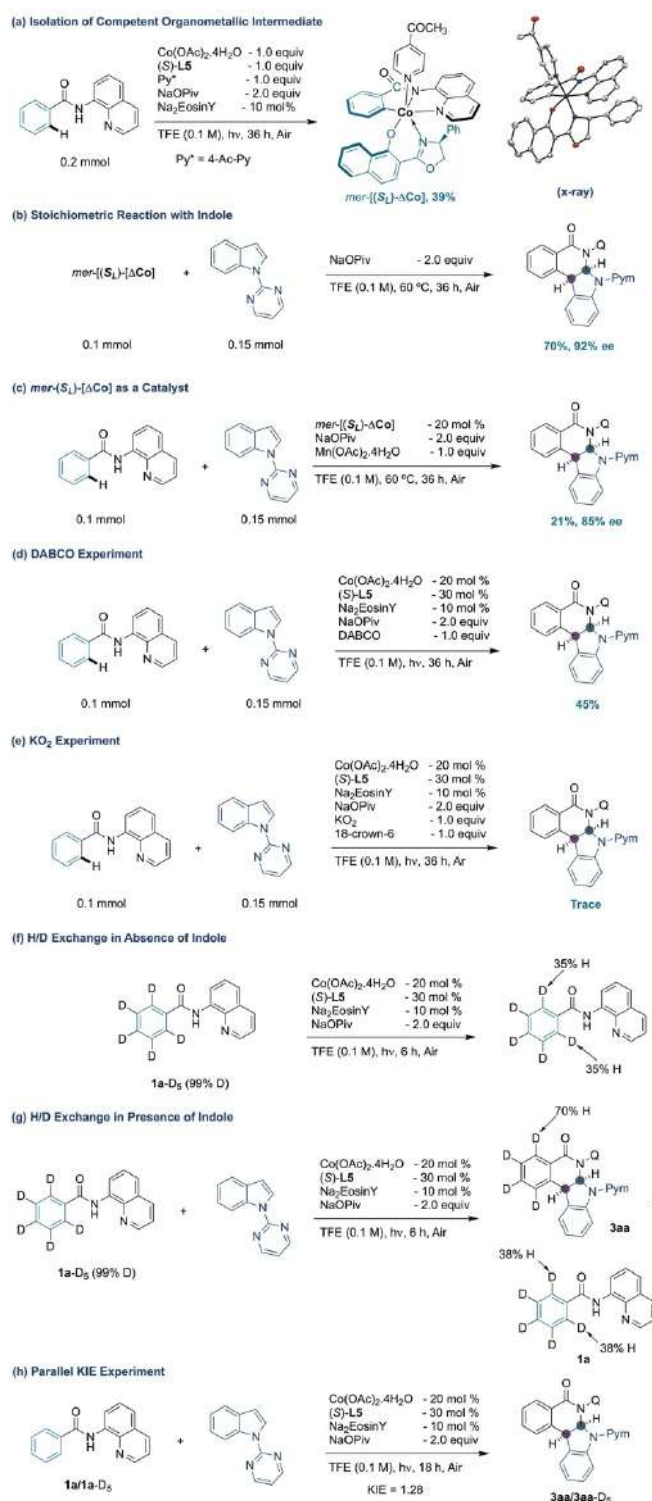 (a) Isolation of Competent Organometallic Intermediate
O
N
H
N
H
0.2 mmol
Co(OAc)2.4H2O - 1.0 equiv
(S)-L5 - 1.0 equiv
Py* - 1.0 equiv
NaOPiv - 2.0 equiv
Na2EosinY - 10 mol%
TFE (0.1 M), hν, 36 h, Air
Py* = 4-Ac-Py
COCH3
N
O
C
N
Co
N
O
N
Ph
O
mer-[(SL)-ΔCo], 39%
(x-ray)
(b) Stoichiometric Reaction with Indole
mer-[(SL)-[ΔCo]
+
N
N
N
NaOPiv - 2.0 equiv
TFE (0.1 M), 60 ºC, 36 h, Air
O
N-Q
H
H
N-Pym
0.1 mmol
0.15 mmol
70%, 92% ee
(c) mer-(SL)-[ΔCo] as a Catalyst
O
N
H
N
H
+
N
N
N
mer-[(SL)-ΔCo] - 20 mol %
NaOPiv - 2.0 equiv
Mn(OAc)2.4H2O - 1.0 equiv
TFE (0.1 M), 60 ºC, 36 h, Air
O
N-Q
H
H
N-Pym
0.1 mmol
0.15 mmol
21%, 85% ee
(d) DABCO Experiment
O
N
H
N
H
+
N
N
N
Co(OAc)2.4H2O - 20 mol %
(S)-L5 - 30 mol %
Na2EosinY - 10 mol %
NaOPiv - 2.0 equiv
DABCO - 1.0 equiv
TFE (0.1 M), hν, 36 h, Air
O
N-Q
H
H
N-Pym
0.1 mmol
0.15 mmol
45%
(e) KO2 Experiment
O
N
H
N
H
+
N
N
N
Co(OAc)2.4H2O - 20 mol %
(S)-L5 - 30 mol %
Na2EosinY - 10 mol %
NaOPiv - 2.0 equiv
KO2 - 1.0 equiv
18-crown-6 - 1.0 equiv
TFE (0.1 M), hν, 36 h, Ar
O
N-Q
H
H
N-Pym
0.1 mmol
0.15 mmol
Trace
(f) H/D Exchange in Absence of Indole
D
D
D
D
D
O
N
H
N
1a-D5 (99% D)
Co(OAc)2.4H2O - 20 mol %
(S)-L5 - 30 mol %
Na2EosinY - 10 mol %
NaOPiv - 2.0 equiv
TFE (0.1 M), hν, 6 h, Air
35% H
D
D
D
D
D
O
N
H
N
35% H
(g) H/D Exchange in Presence of Indole
D
D
D
D
D
O
N
H
N
1a-D5 (99% D)
+
N
N
N
Co(OAc)2.4H2O - 20 mol %
(S)-L5 - 30 mol %
Na2EosinY - 10 mol %
NaOPiv - 2.0 equiv
TFE (0.1 M), hν, 6 h, Air
70% H
D
D
D
D
O
N-Q
H
H
N-Pym
3aa
38% H
D
D
D
D
D
O
N
H
N
38% H
1a
(h) Parallel KIE Experiment
O
N
H
N
1a/1a-D5
+
N
N
N
Co(OAc)2.4H2O - 20 mol %
(S)-L5 - 30 mol %
Na2EosinY - 10 mol %
NaOPiv - 2.0 equiv
TFE (0.1 M), hν, 18 h, Air
KIE = 1.28
O
N-Q
H
H
N-Pym
3aa/3aa-D5